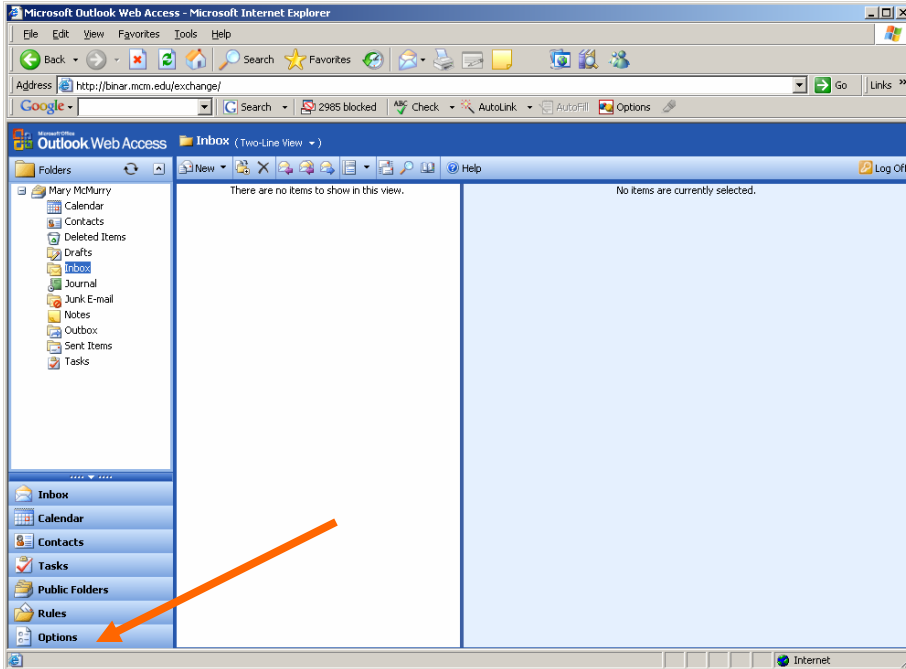 Microsoft Outlook Web Access - Microsoft Internet Explorer
File Edit View Favorites Tools Help
Back Search Favorites
Address http://binar.mcm.edu/exchange/ Go Links »
Google Search 2985 blocked ABC Check AutoLink AutoFill Options
Microsoft Office
Outlook Web Access Inbox (Two-Line View)
Folders New Help Log Off
There are no items to show in this view. No items are currently selected.
Mary McMurry
Calendar
Contacts
Deleted Items
Drafts
Inbox
Journal
Junk E-mail
Notes
Outbox
Sent Items
Tasks
Inbox
Calendar
Contacts
Tasks
Public Folders
Rules
Options
Internet